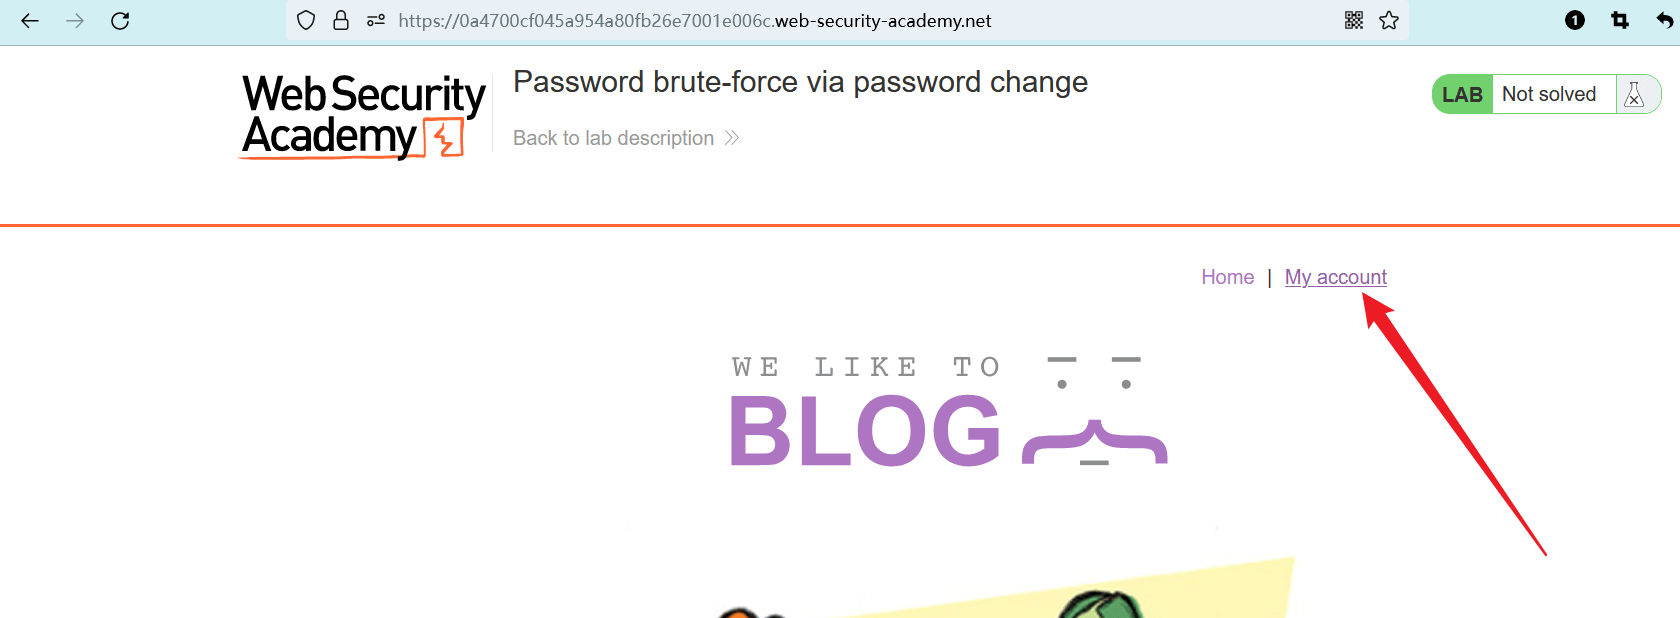 https://0a4700cf045a954a80fb26e7001e006c.web-security-academy.net
1
Web Security
Academy
Password brute-force via password change
Back to lab description
LAB Not solved
Home | My account
WE LIKE TO
BLOG